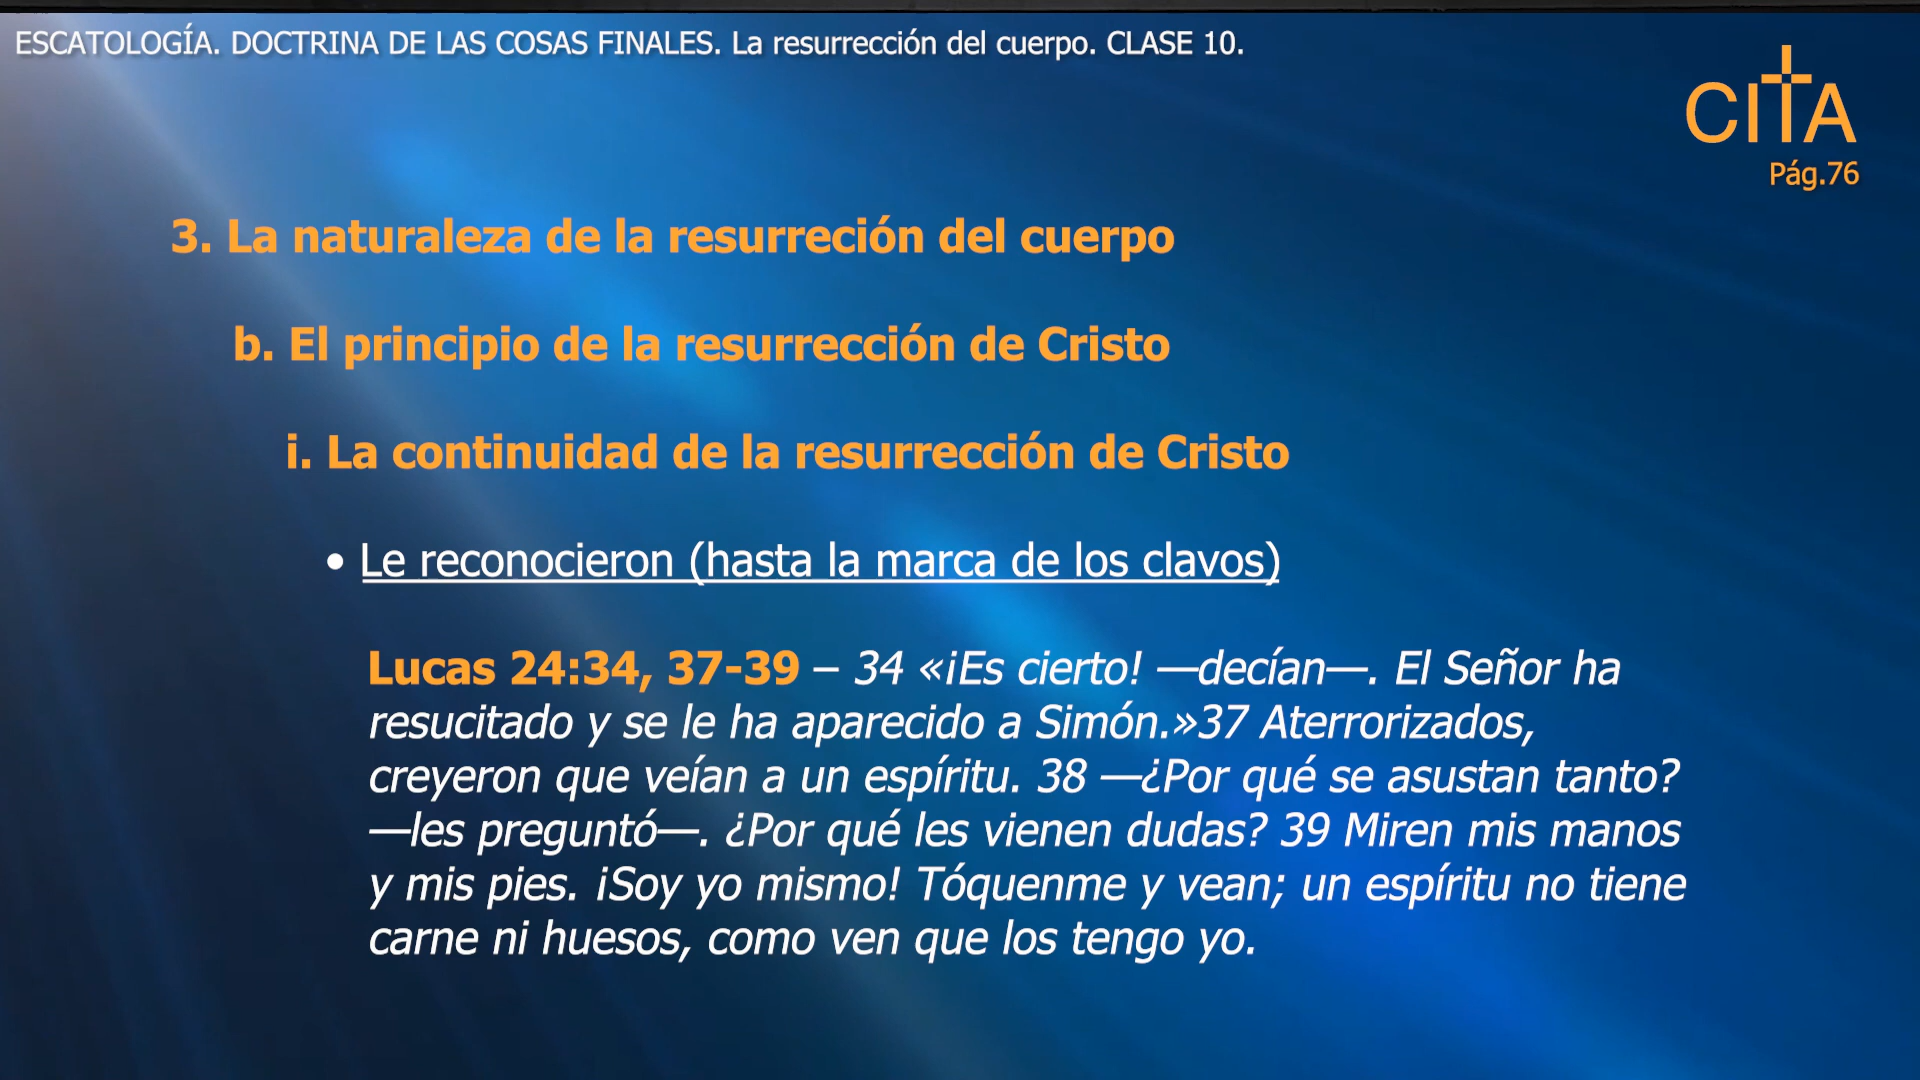 ESCATOLOGÍA. DOCTRINA DE LAS COSAS FINALES. La resurrección del cuerpo. CLASE 10.
CITA
Pág.76
3. La naturaleza de la resurreción del cuerpo
b. El principio de la resurrección de Cristo
i. La continuidad de la resurrección de Cristo
• Le reconocieron (hasta la marca de los clavos)
Lucas 24:34, 37-39 – 34 «¡Es cierto! —decían—. El Señor ha
resucitado y se le ha aparecido a Simón.»37 Aterrorizados,
creyeron que veían a un espíritu. 38 —¿Por qué se asustan tanto?
—les preguntó—. ¿Por qué les vienen dudas? 39 Miren mis manos
y mis pies. ¡Soy yo mismo! Tóquenme y vean; un espíritu no tiene
carne ni huesos, como ven que los tengo yo.